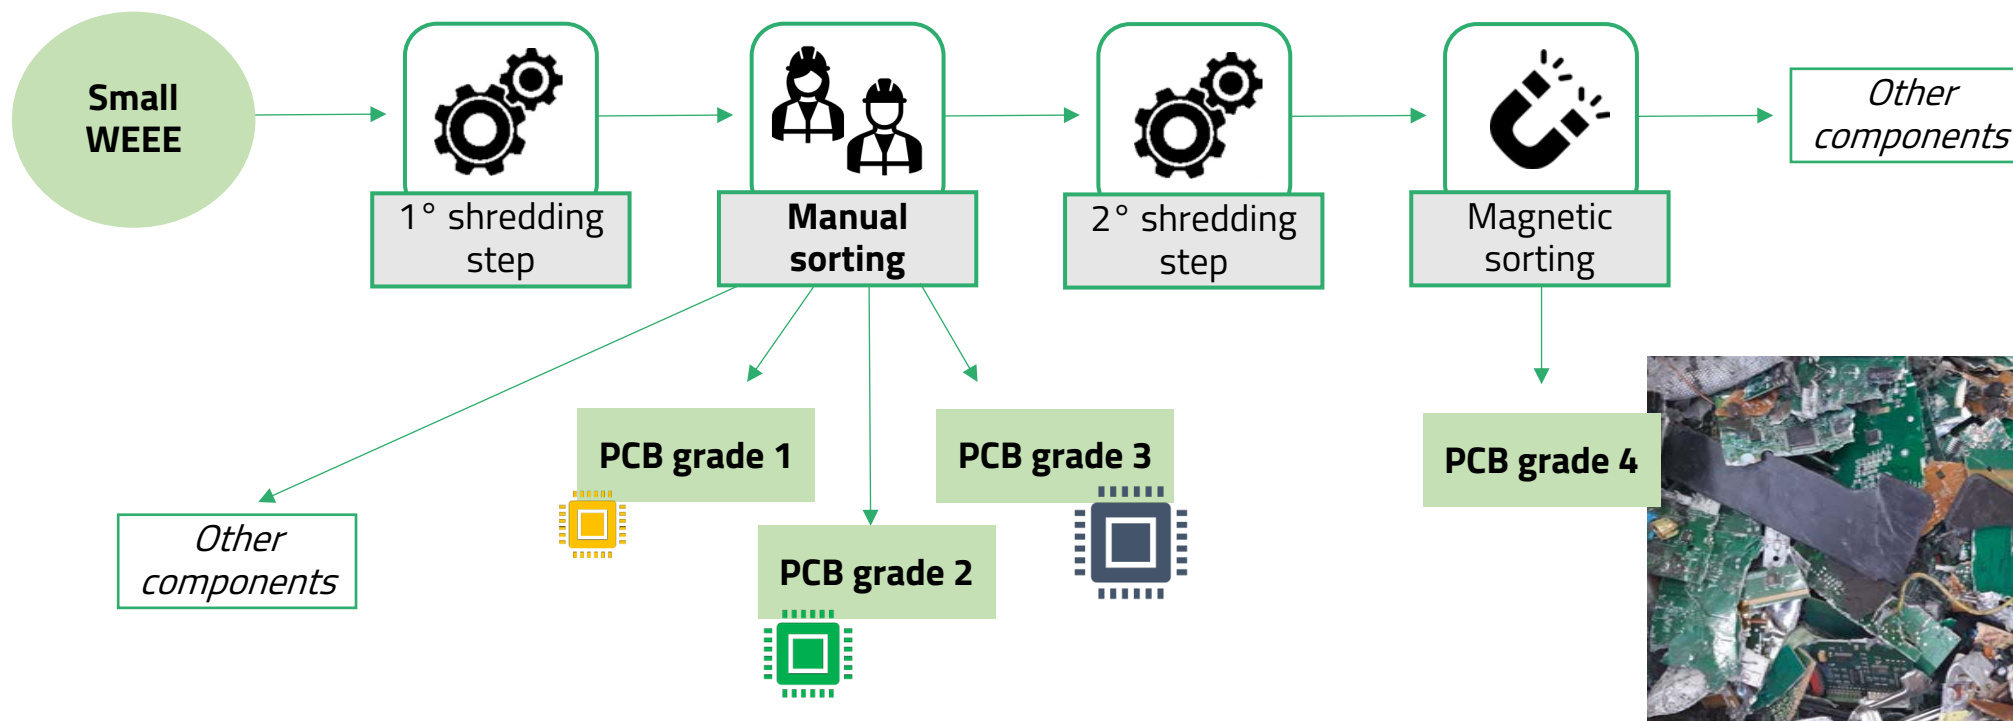 Small
WEEE
1° shredding
step
Manual
sorting
2° shredding
step
Magnetic
sorting
Other
components
PCB grade 1
PCB grade 3
PCB grade 4
Other
components
PCB grade 2